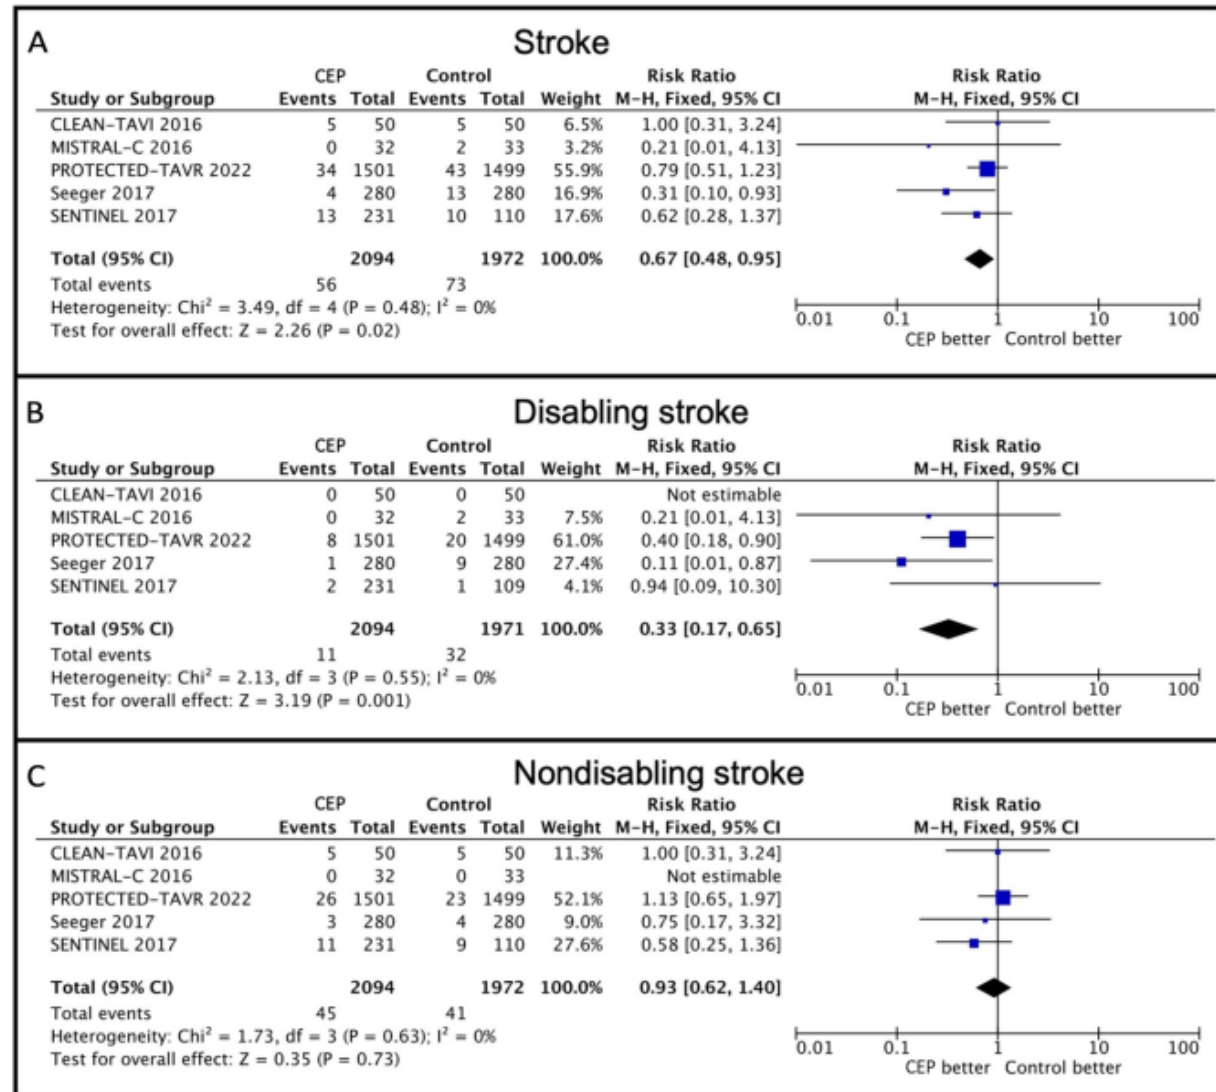 A
Stroke
CEP Control Risk Ratio Risk Ratio
Study or Subgroup Events Total Events Total Weight M-H, Fixed, 95% CI M-H, Fixed, 95% CI
CLEAN-TAVI 2016 5 50 5 50 6.5% 1.00 [0.31, 3.24]
MISTRAL-C 2016 0 32 2 33 3.2% 0.21 [0.01, 4.13]
PROTECTED-TAVR 2022 34 1501 43 1499 55.9% 0.79 [0.51, 1.23]
Seeger 2017 4 280 13 280 16.9% 0.31 [0.10, 0.93]
SENTINEL 2017 13 231 10 110 17.6% 0.62 [0.28, 1.37]
Total (95% CI) 2094 1972 100.0% 0.67 [0.48, 0.95]
Total events 56 73
Heterogeneity: Chi² = 3.49, df = 4 (P = 0.48); I² = 0%
Test for overall effect: Z = 2.26 (P = 0.02)
0.01 0.1 1 10 100
CEP better Control better
B
Disabling stroke
CEP Control Risk Ratio Risk Ratio
Study or Subgroup Events Total Events Total Weight M-H, Fixed, 95% CI M-H, Fixed, 95% CI
CLEAN-TAVI 2016 0 50 0 50 Not estimable
MISTRAL-C 2016 0 32 2 33 7.5% 0.21 [0.01, 4.13]
PROTECTED-TAVR 2022 8 1501 20 1499 61.0% 0.40 [0.18, 0.90]
Seeger 2017 1 280 9 280 27.4% 0.11 [0.01, 0.87]
SENTINEL 2017 2 231 1 109 4.1% 0.94 [0.09, 10.30]
Total (95% CI) 2094 1971 100.0% 0.33 [0.17, 0.65]
Total events 11 32
Heterogeneity: Chi² = 2.13, df = 3 (P = 0.55); I² = 0%
Test for overall effect: Z = 3.19 (P = 0.001)
0.01 0.1 1 10 100
CEP better Control better
C
Nondisabling stroke
CEP Control Risk Ratio Risk Ratio
Study or Subgroup Events Total Events Total Weight M-H, Fixed, 95% CI M-H, Fixed, 95% CI
CLEAN-TAVI 2016 5 50 5 50 11.3% 1.00 [0.31, 3.24]
MISTRAL-C 2016 0 32 0 33 Not estimable
PROTECTED-TAVR 2022 26 1501 23 1499 52.1% 1.13 [0.65, 1.97]
Seeger 2017 3 280 4 280 9.0% 0.75 [0.17, 3.32]
SENTINEL 2017 11 231 9 110 27.6% 0.58 [0.25, 1.36]
Total (95% CI) 2094 1972 100.0% 0.93 [0.62, 1.40]
Total events 45 41
Heterogeneity: Chi² = 1.73, df = 3 (P = 0.63); I² = 0%
Test for overall effect: Z = 0.35 (P = 0.73)
0.01 0.1 1 10 100
CEP better Control better